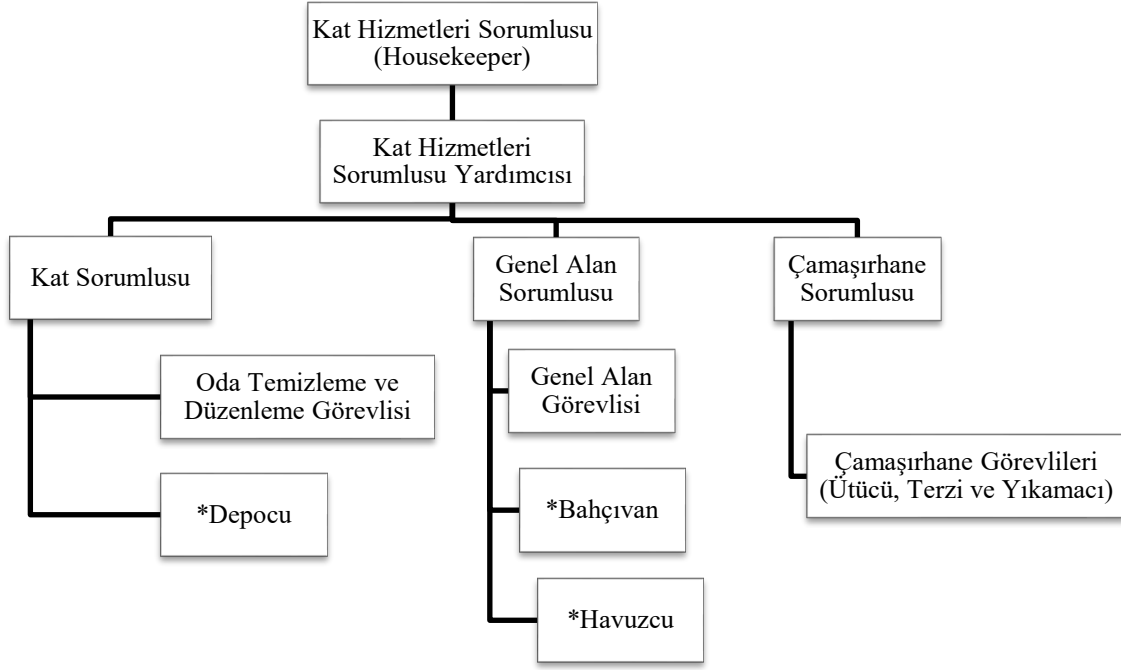 Kat Hizmetleri Sorumlusu
(Housekeeper)
Kat Hizmetleri
Sorumlusu Yardımcısı
Kat Sorumlusu
Genel Alan
Sorumlusu
Çamaşırhane
Sorumlusu
Oda Temizleme ve
Düzenleme Görevlisi
Genel Alan
Görevlisi
Çamaşırhane Görevlileri
(Ütücü, Terzi ve Yıkamacı)
*Depocu
*Bahçıvan
*Havuzcu